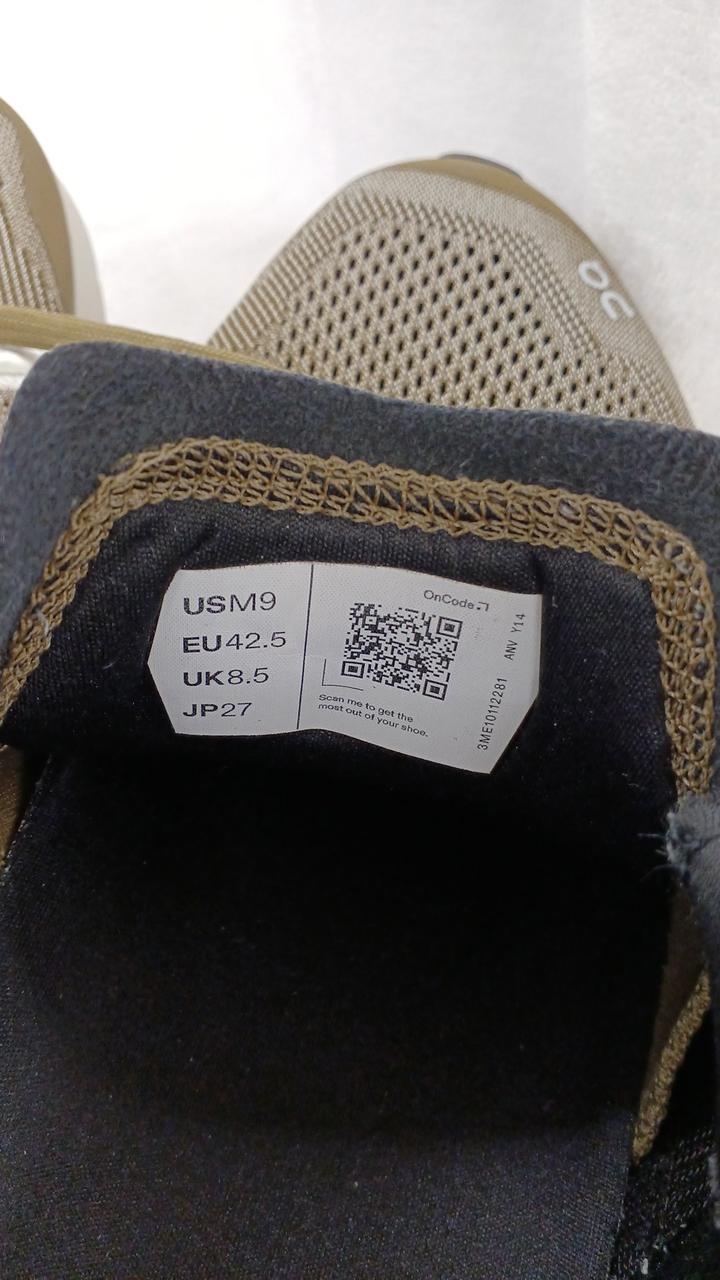 USM9
EU42.5
UK8.5
JP27
OnCode
Scan me to get the
most out of your shoe.
3ME10112281 ANV Y14